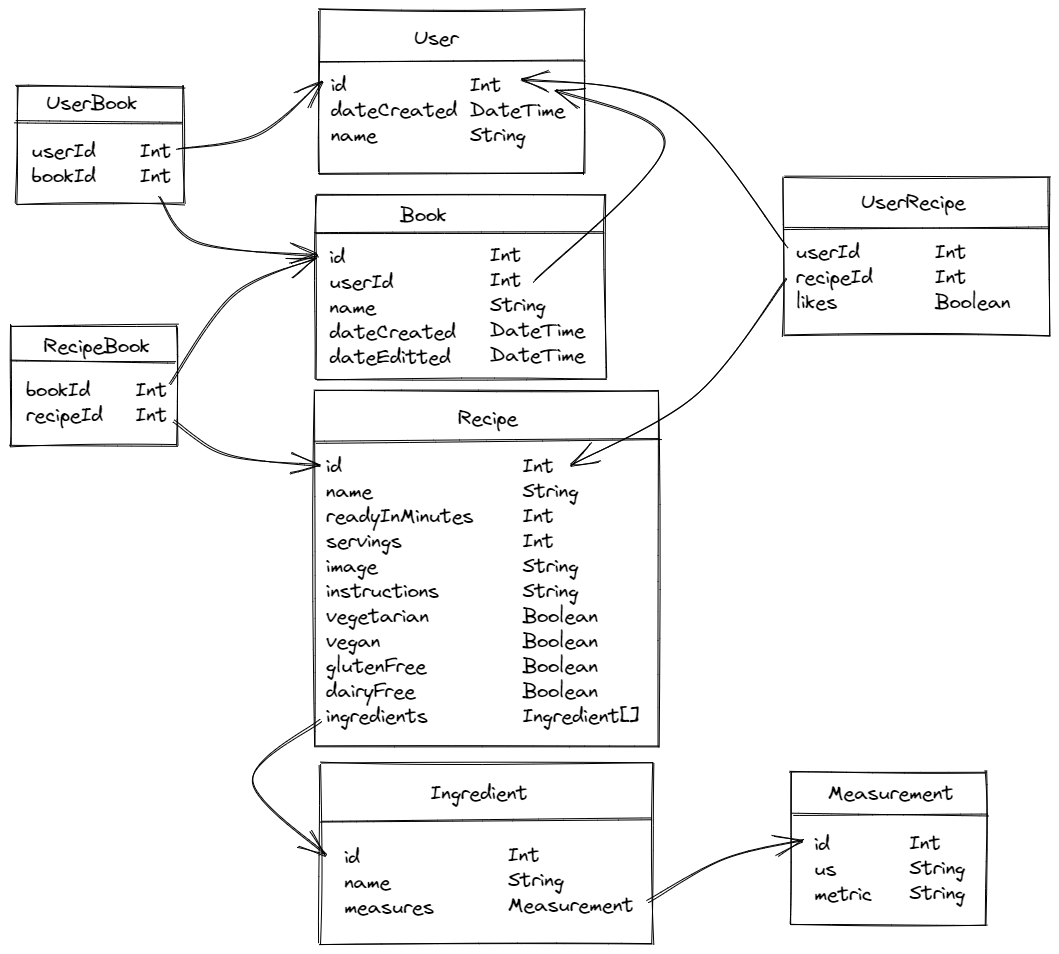 User
id Int
dateCreated DateTime
name String
UserBook
userId Int
bookId Int
Book
id Int
userId Int
name String
dateCreated DateTime
dateEditted DateTime
UserRecipe
userId Int
recipeId Int
likes Boolean
RecipeBook
bookId Int
recipeId Int
Recipe
id Int
name String
readyInMinutes Int
servings Int
image String
instructions String
vegetarian Boolean
vegan Boolean
glutenFree Boolean
dairyFree Boolean
ingredients Ingredient[]
Ingredient
id Int
name String
measures Measurement
Measurement
id Int
us String
metric String